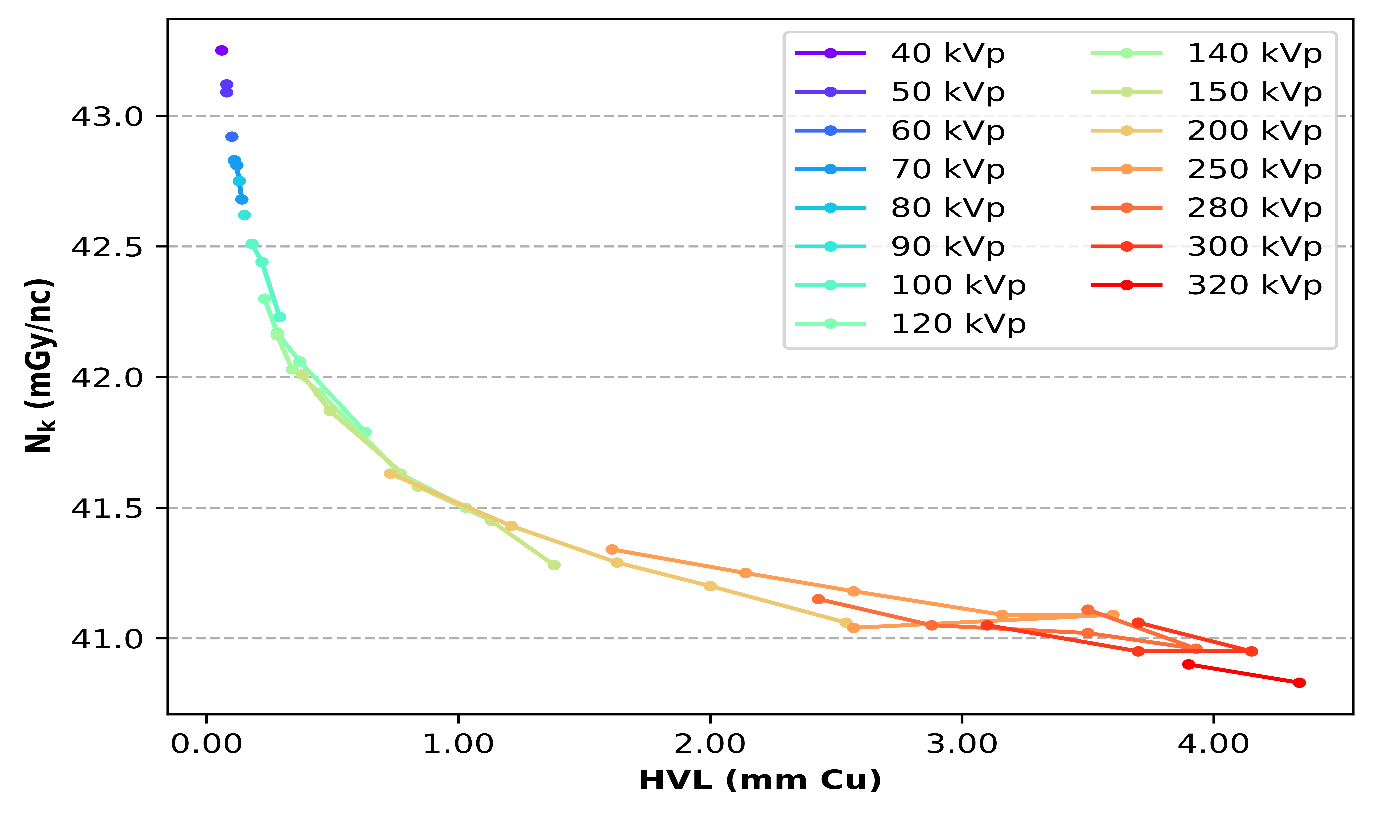 43.0
42.5
42.0
41.5
41.0
N_k (mGy/nc)
0.00 1.00 2.00 3.00 4.00
HVL (mm Cu)
40 kVp
50 kVp
60 kVp
70 kVp
80 kVp
90 kVp
100 kVp
120 kVp
140 kVp
150 kVp
200 kVp
250 kVp
280 kVp
300 kVp
320 kVp